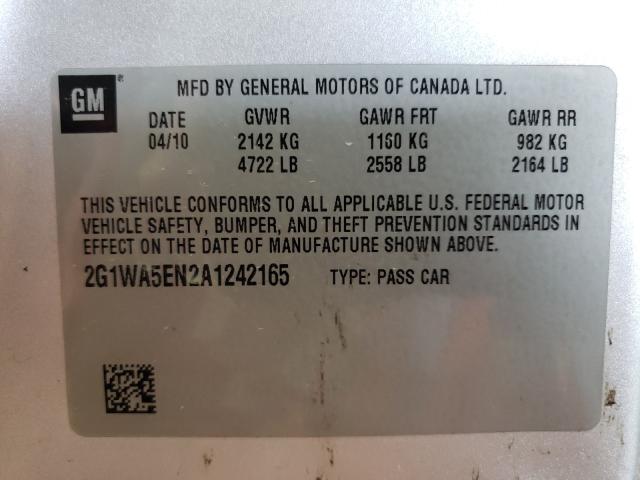 GM
MFD BY GENERAL MOTORS OF CANADA LTD.
DATE GVWR GAWR FRT GAWR RR
04/10 2142 KG 1160 KG 982 KG
4722 LB 2558 LB 2164 LB
THIS VEHICLE CONFORMS TO ALL APPLICABLE U.S. FEDERAL MOTOR
VEHICLE SAFETY, BUMPER, AND THEFT PREVENTION STANDARDS IN
EFFECT ON THE DATE OF MANUFACTURE SHOWN ABOVE.
2G1WA5EN2A1242165 TYPE: PASS CAR